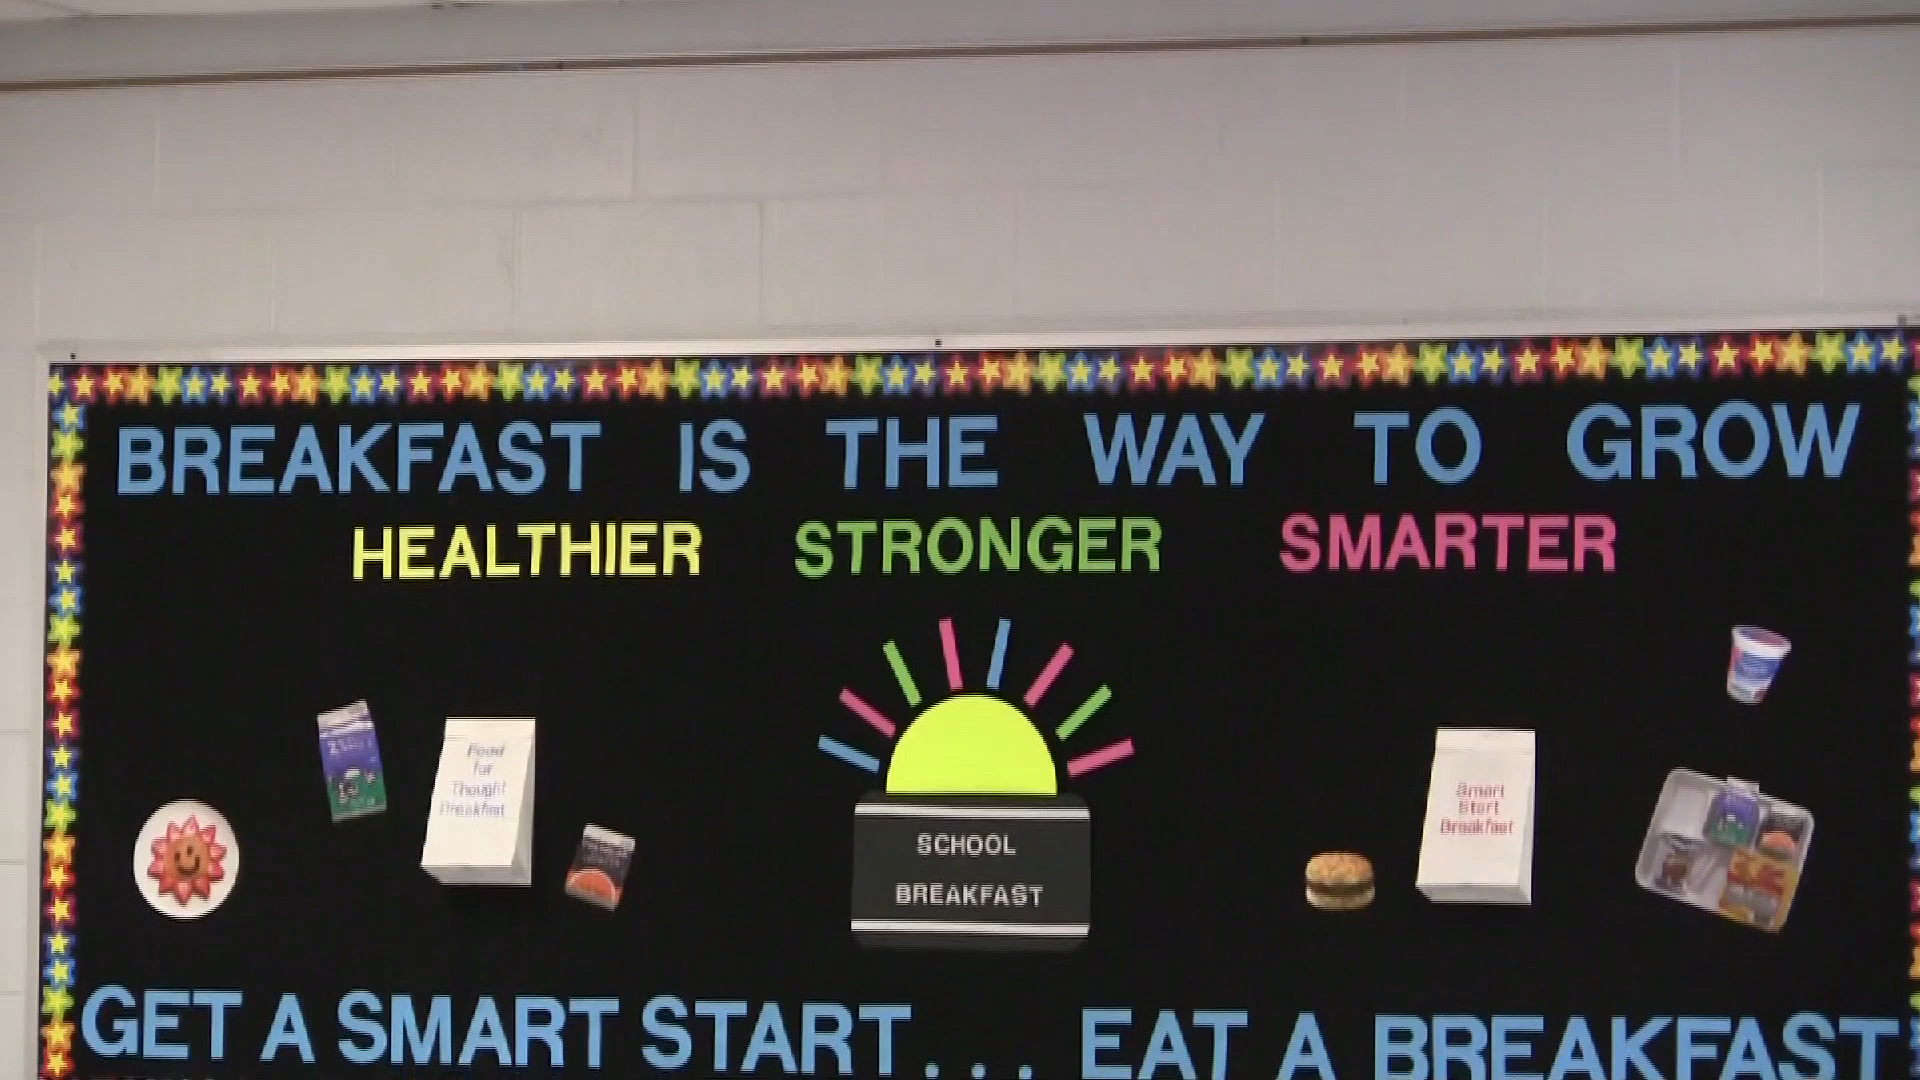 BREAKFAST IS THE WAY TO GROW
HEALTHIER STRONGER SMARTER
Food
for
Thought
Breakfast
Smart
Start
Breakfast
SCHOOL
BREAKFAST
GET A SMART START... EAT A BREAKFAST